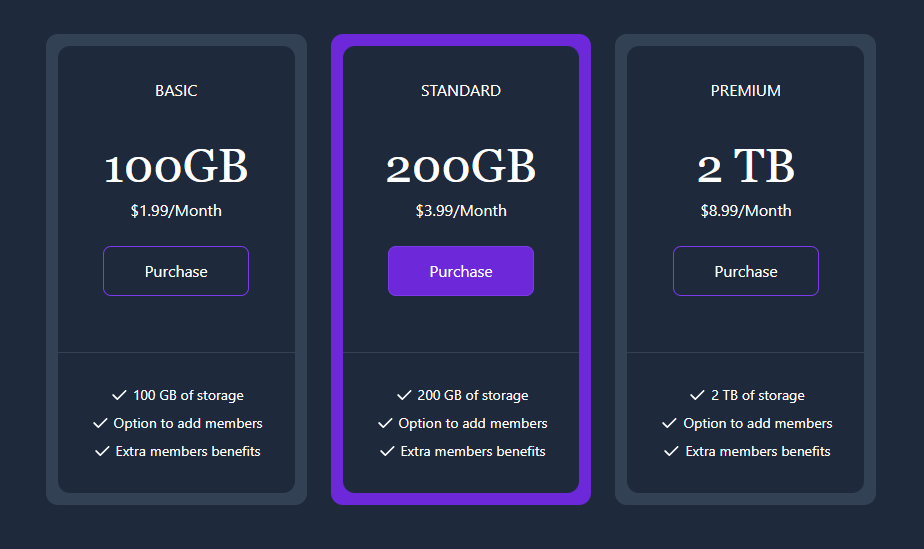 BASIC
100GB
$1.99/Month
Purchase
100 GB of storage
Option to add members
Extra members benefits
STANDARD
200GB
$3.99/Month
Purchase
200 GB of storage
Option to add members
Extra members benefits
PREMIUM
2 TB
$8.99/Month
Purchase
2 TB of storage
Option to add members
Extra members benefits